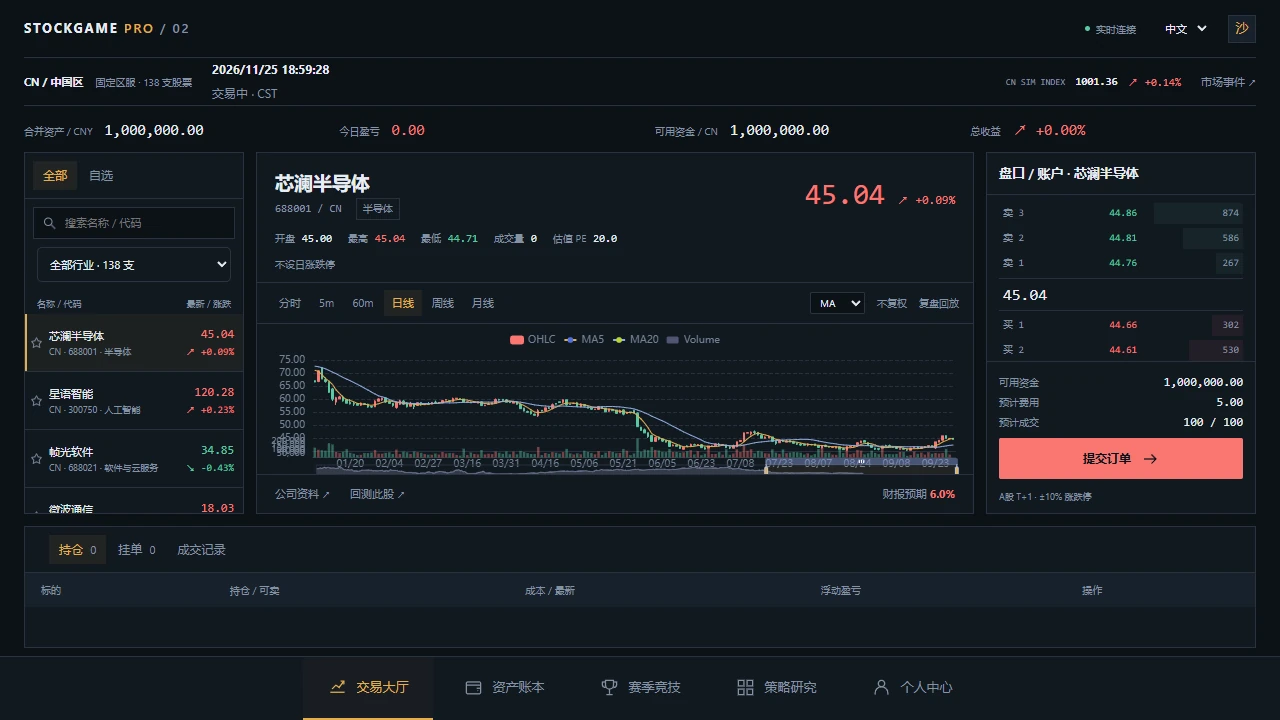 STOCKGAME PRO / 02
实时连接 中文 沙
CN / 中国区 固定区服 · 138 支股票 2026/11/25 18:59:28
交易中 · CST
CN SIM INDEX 1001.36 ↗ +0.14% 市场事件 ↗
合并资产 / CNY 1,000,000.00 今日盈亏 0.00 可用资金 / CN 1,000,000.00 总收益 ↗ +0.00%
全部 自选
搜索名称 / 代码
全部行业 · 138 支
名称 / 代码 最新 / 涨跌
芯澜半导体 45.04
CN · 688001 · 半导体 ↗ +0.09%
星语智能 120.28
CN · 300750 · 人工智能 ↗ +0.23%
帧光软件 34.85
CN · 688021 · 软件与云服务 ↘ -0.43%
微波通信 18.03
芯澜半导体
688001 / CN 半导体
45.04 ↗ +0.09%
开盘 45.00 最高 45.04 最低 44.71 成交量 0 估值 PE 20.0
不设日涨跌停
分时 5m 60m 日线 周线 月线 MA 不复权 复盘回放
OHLC MA5 MA20 Volume
75.00
70.00
65.00
60.00
55.00
50.00
01/20 02/04 02/27 03/16 03/31 04/16 05/06 05/21 06/05 06/23 07/08 07/23 08/07 08/24 09/08 09/23
公司资料 ↗ 回测此股 ↗ 财报预期 6.0%
盘口 / 账户 · 芯澜半导体
卖 3 44.86 874
卖 2 44.81 586
卖 1 44.76 267
45.04
买 1 44.66 302
买 2 44.61 530
可用资金 1,000,000.00
预计费用 5.00
预计成交 100 / 100
提交订单 →
A股 T+1 · ±10% 涨跌停
持仓 0 挂单 0 成交记录
标的 持仓 / 可卖 成本 / 最新 浮动盈亏 操作
交易大厅 资产账本 赛季竞技 策略研究 个人中心